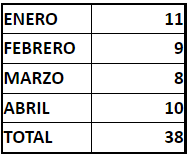 ENERO 11
FEBRERO 9
MARZO 8
ABRIL 10
TOTAL 38